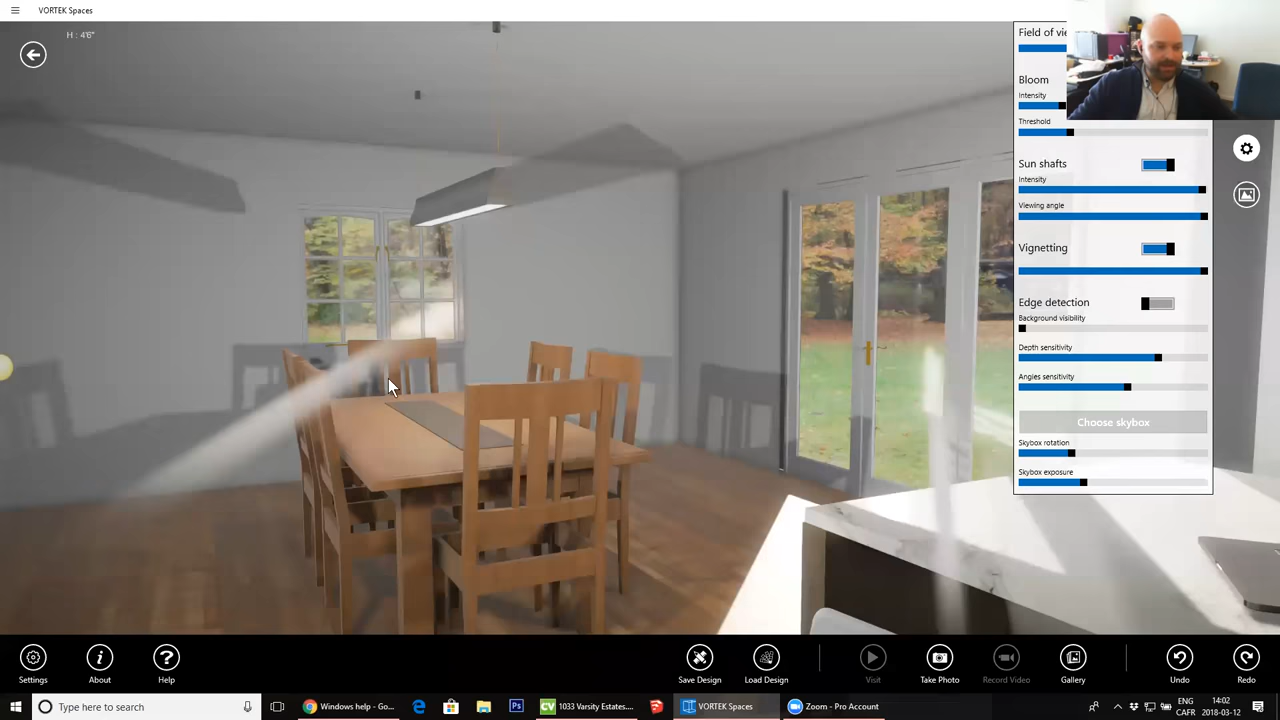 VORTEK Spaces
H : 4'6"
Field of vie
Bloom
Intensity
Threshold
Sun shafts
Intensity
Viewing angle
Vignetting
Edge detection
Background visibility
Depth sensitivity
Angles sensitivity
Choose skybox
Skybox rotation
Skybox exposure
Settings
About
Help
Save Design
Load Design
Visit
Take Photo
Record Video
Gallery
Undo
Redo
Type here to search
Windows help - Go...
1033 Varsity Estates...
VORTEK Spaces
Zoom - Pro Account
ENG
CAFR
14:02
2018-03-12